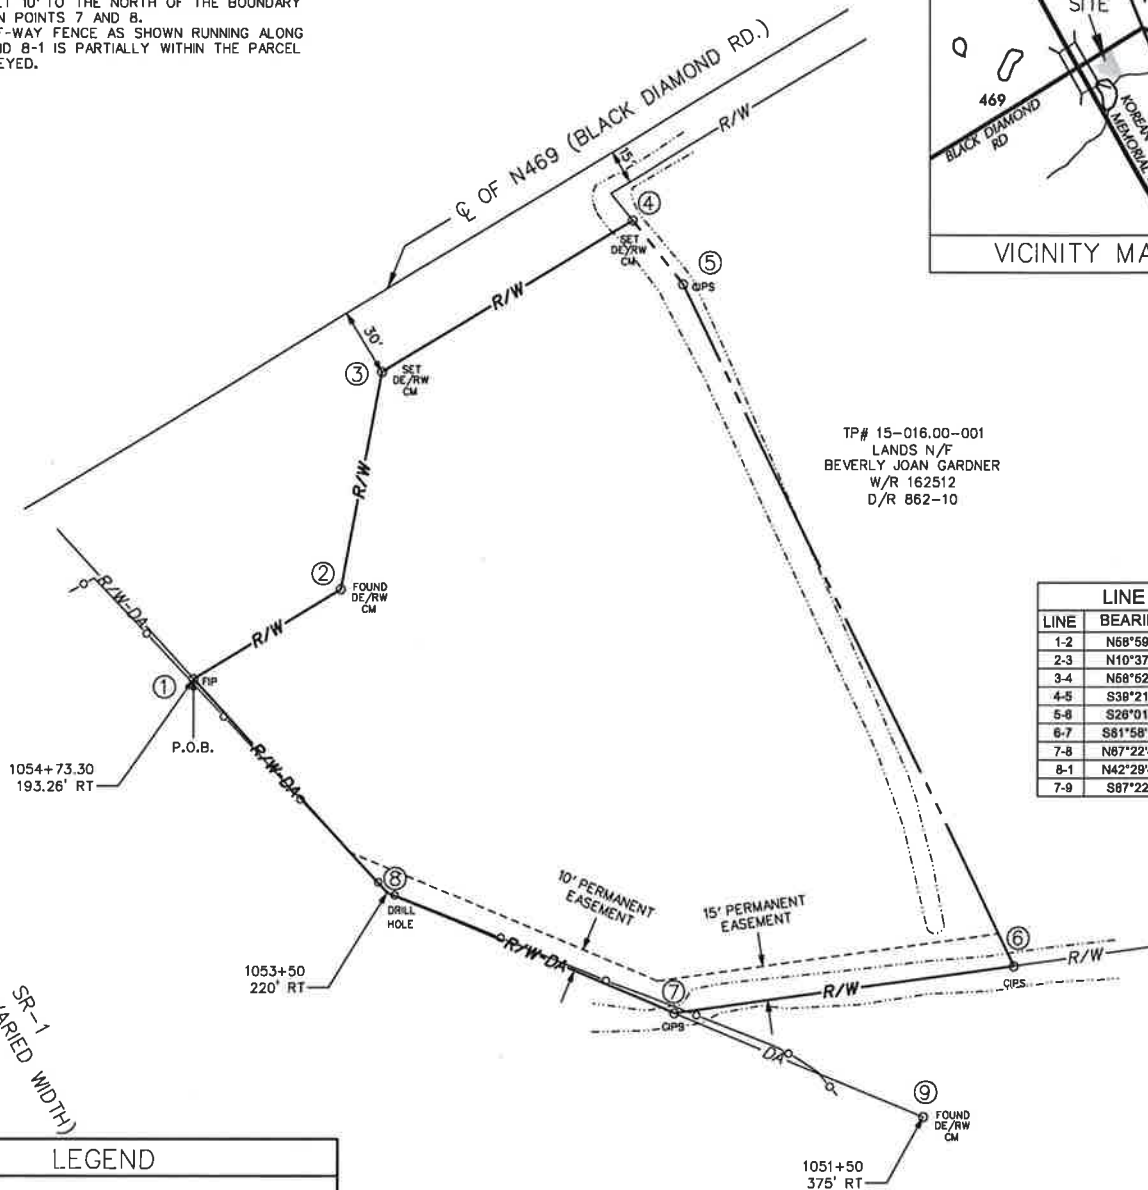 10' TO THE NORTH OF THE BOUNDARY
POINTS 7 AND 8.
F-WAY FENCE AS SHOWN RUNNING ALONG
8-1 IS PARTIALLY WITHIN THE PARCEL
EYED.
SITE
469
BLACK DIAMOND
RD
KOREAN
MEMORIAL
VICINITY
℄ OF N469 (BLACK DIAMOND RD.)
R/W
15'
4
SET
DE/RW
CM
5
CIPS
R/W
30'
3
SET
DE/RW
CM
TP# 15-016.00-001
LANDS N/F
BEVERLY JOAN GARDNER
W/R 162512
D/R 862-10
R/W
2
FOUND
DE/RW
CM
R/W-DA
R/W
1
FIP
P.O.B.
1054+73.30
193.26' RT
R/W-DA
LINE
LINE
1-2 N58°59
2-3 N10°37
3-4 N58°52
4-5 S39°21
5-6 S26°01
6-7 S81°58'
7-8 N67°22'
8-1 N42°29'
7-9 S67°22
8
DRILL
HOLE
10' PERMANENT
EASEMENT
15' PERMANENT
EASEMENT
R/W-DA
6
CIPS
R/W
R/W
7
CIPS
1053+50
220' RT
DA
9
FOUND
DE/RW
CM
1051+50
375' RT
SR-1
WIDTH)
LEGEND